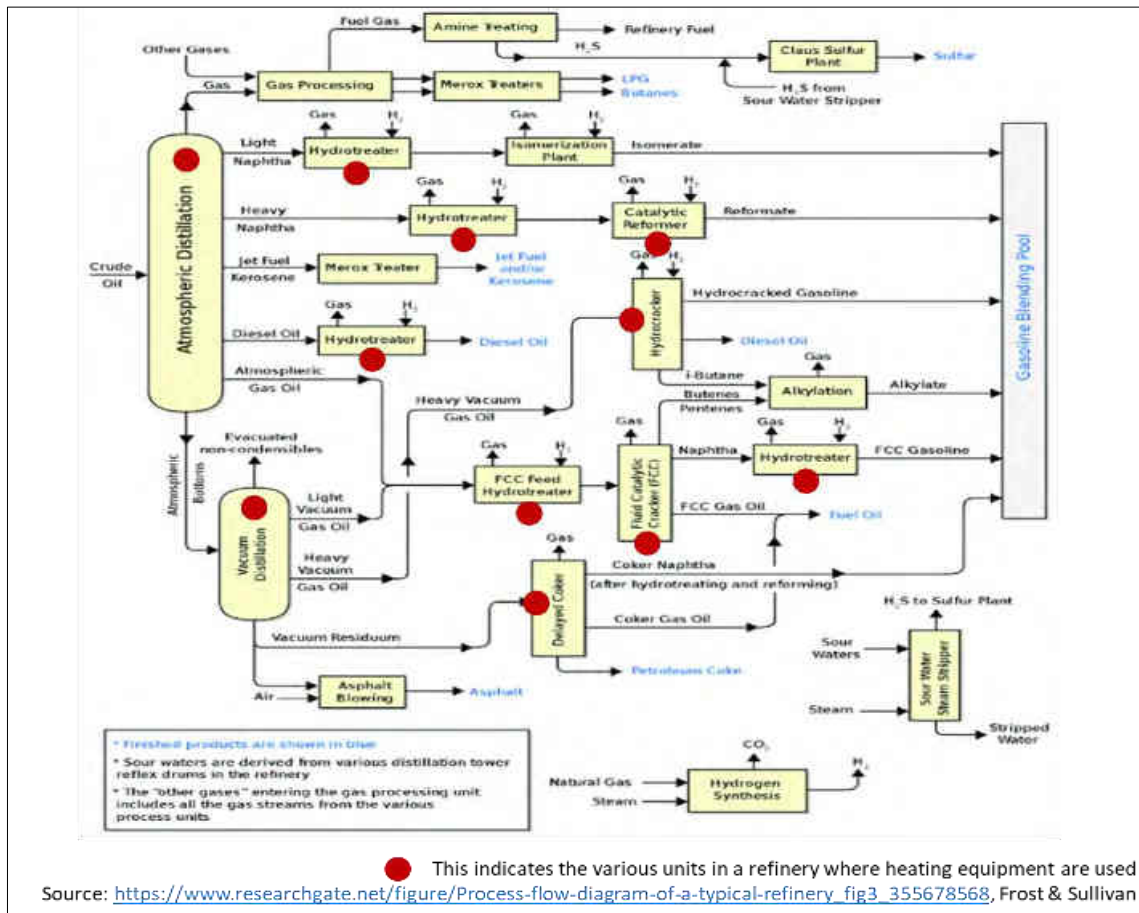 Fuel Gas
Amine Treating
Refinery Fuel
Other Gases
H₂S
Claus Sulfur
Plant
Sulfur
Gas
Gas Processing
Merox Treaters
LPG
Butanes
H₂S from
Sour Water Stripper
Light
Naphtha
Gas
H₂
Hydrotreater
Gas
H₂
Isomerization
Plant
Isomerate
Heavy
Naphtha
Gas
H₂
Hydrotreater
Gas
H₂
Catalytic
Reformer
Reformate
Crude
Oil
Atmospheric Distillation
Jet Fuel
Kerosene
Merox Treater
Jet Fuel
and/or
Kerosene
Gas
H₂
Hydrocracker
Hydrocracked Gasoline
Diesel Oil
Gasoline Blending Pool
Diesel Oil
Gas
H₂
Hydrotreater
Diesel Oil
Atmospheric
Gas Oil
Heavy Vacuum
Gas Oil
i-Butane
Butenes
Pentenes
Gas
Alkylation
Alkylate
Atmospheric
Bottoms
Evacuated
non-condensibles
Vacuum
Distillation
Light
Vacuum
Gas Oil
Heavy
Vacuum
Gas Oil
Gas
H₂
FCC Feed
Hydrotreater
Gas
Fluid Catalytic
Cracker (FCC)
Naphtha
Gas
H₂
Hydrotreater
FCC Gasoline
FCC Gas Oil
Fuel Oil
Gas
Delayed Coker
Coker Naphtha
(after hydrotreating and reforming)
Coker Gas Oil
Petroleum Coke
Vacuum Residuum
Air
Asphalt
Blowing
Asphalt
H₂S to Sulfur Plant
Sour
Waters
Sour Water
Steam Stripper
Steam
Stripped
Water
CO₂
Natural Gas
Steam
Hydrogen
Synthesis
H₂
* Finished products are shown in blue
* Sour waters are derived from various distillation tower
reflex drums in the refinery
* The "other gases" entering the gas processing unit
includes all the gas streams from the various
process units
This indicates the various units in a refinery where heating equipment are used
Source: https://www.researchgate.net/figure/Process-flow-diagram-of-a-typical-refinery_fig3_355678568, Frost & Sullivan